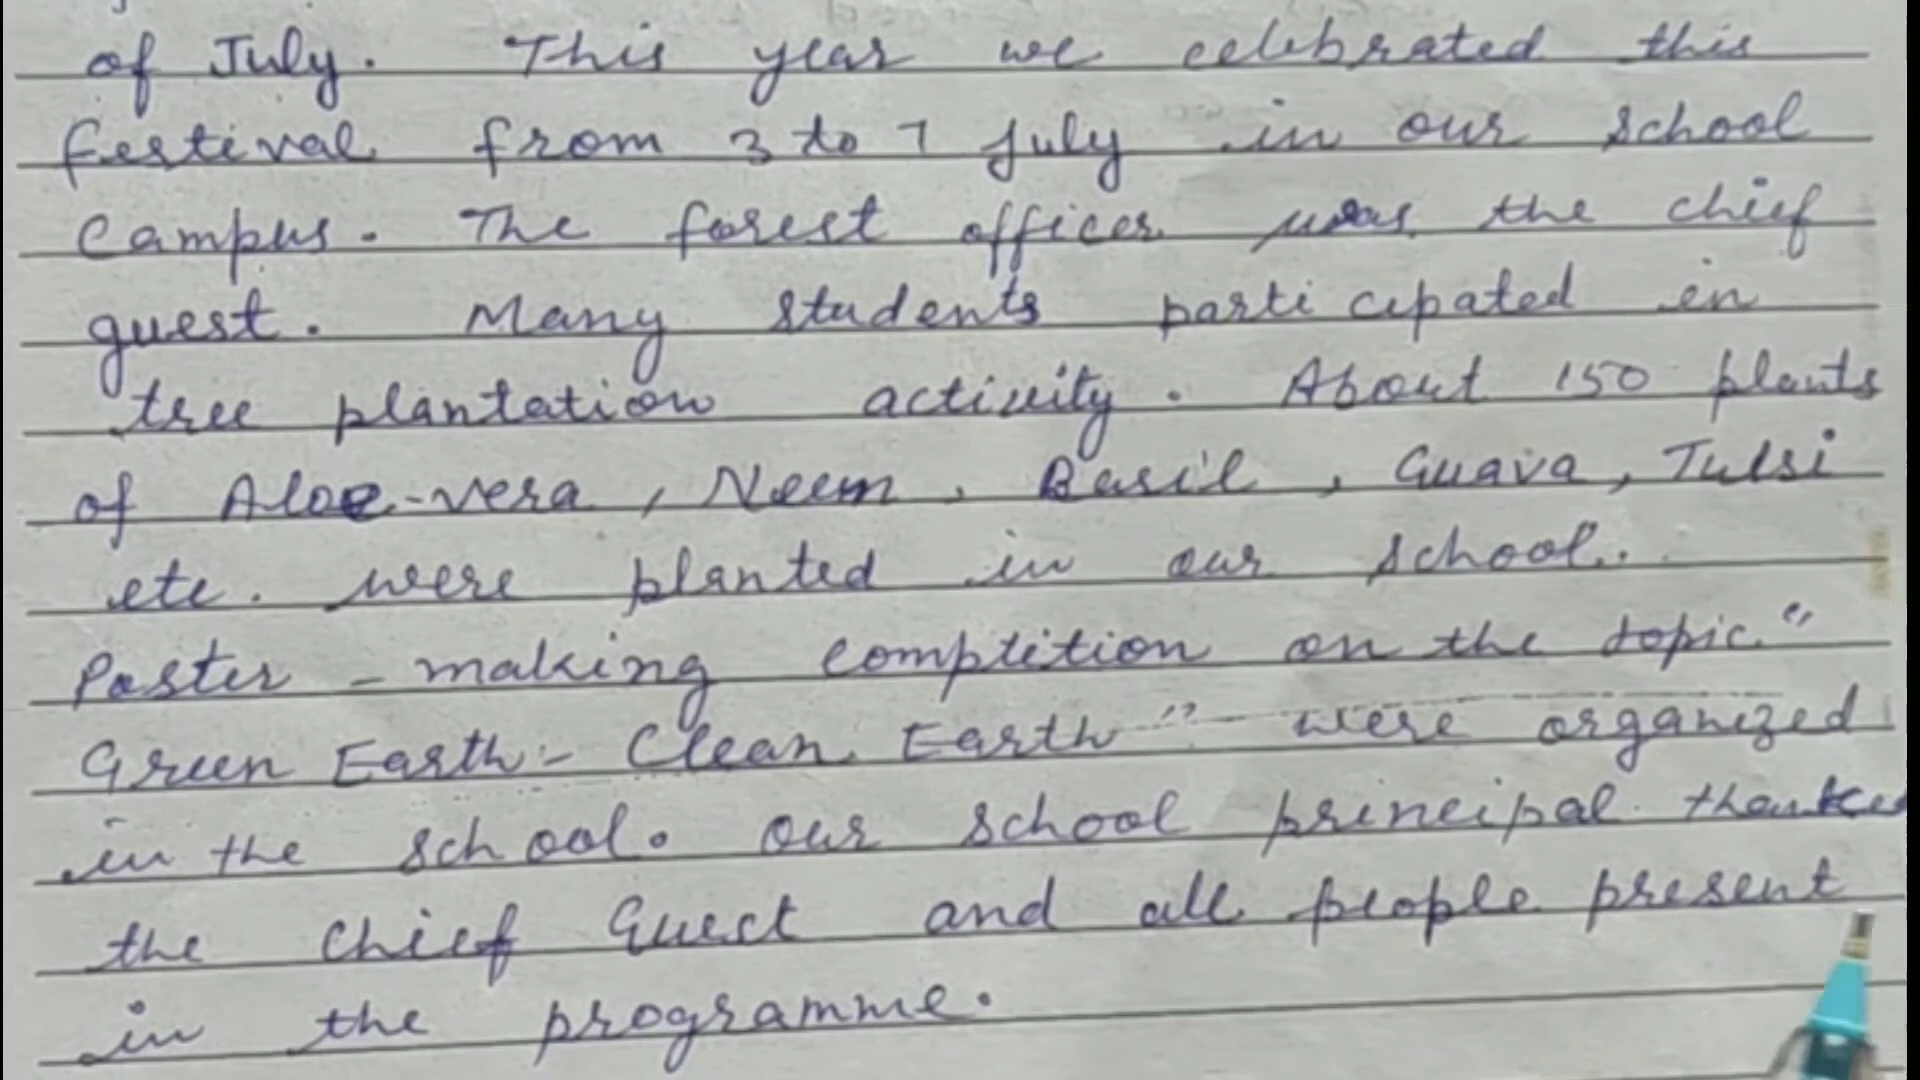 of July. This year we celebrated this
festival from 3 to 7 July in our school
Campus. The forest officer was the chief
guest. Many students participated in
tree plantation activity. About 150 plants
of Aloe-vera, Neem, Basil, Guava, Tulsi
etc. were planted in our school.
Poster - making comptition on the topic "
Green Earth - Clean Earth" were organized
in the school. Our school principal thanked
the Chief Guest and all people present
in the programme.